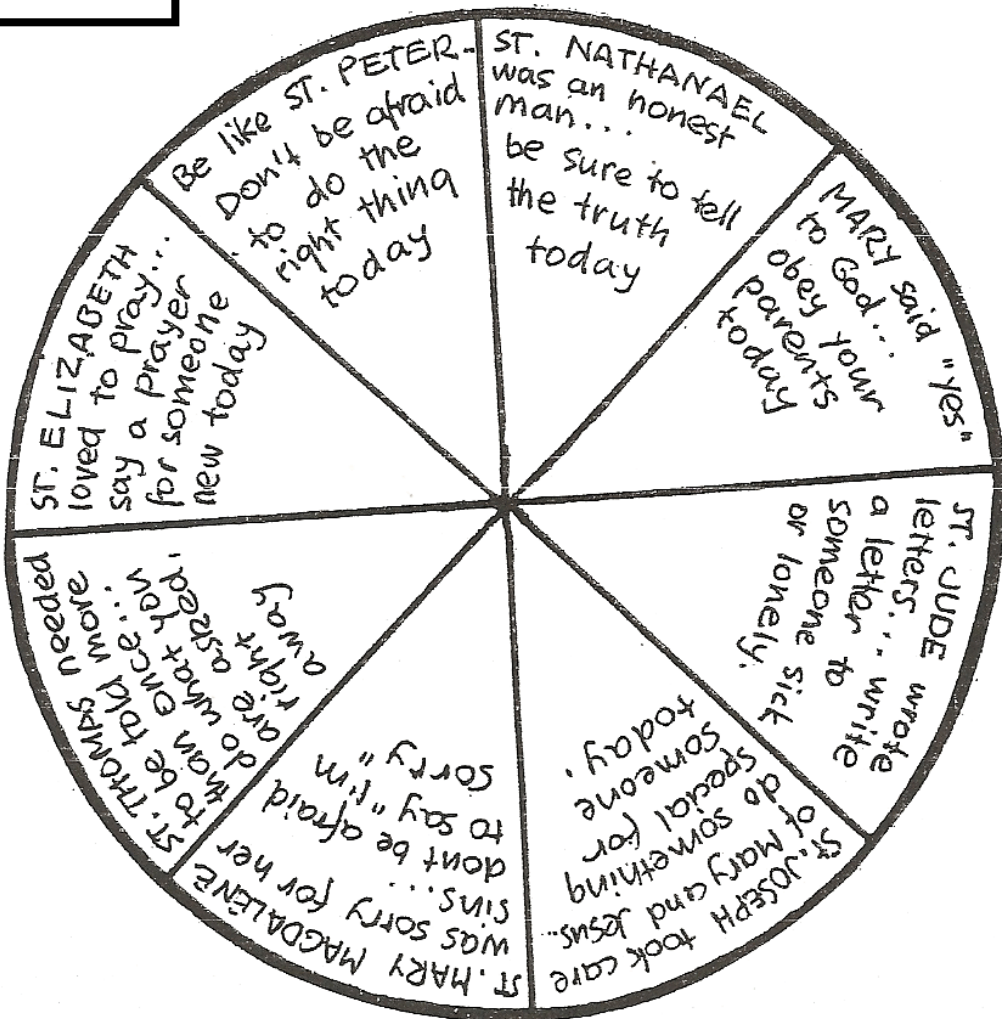 Be like ST. PETER-
Don't be afraid
to do the
right thing
today
ST. NATHANAEL
was an honest
man...
be sure to tell
the truth
today
MARY said "yes"
to God...
obey your
parents
today
ST. JUDE wrote
letters... write
a letter to
someone sick
or lonely.
ST. JOSEPH took care
of Mary and Jesus...
do something
special for
someone
today.
ST. MARY MAGDALENE
was sorry for her
sins...
dont be afraid
to say "I'm
sorry"
ST. THOMAS needed
to be told more
than once...
do what you
are asked,
right
away
ST. ELIZABETH
loved to pray...
say a prayer
for someone
new today